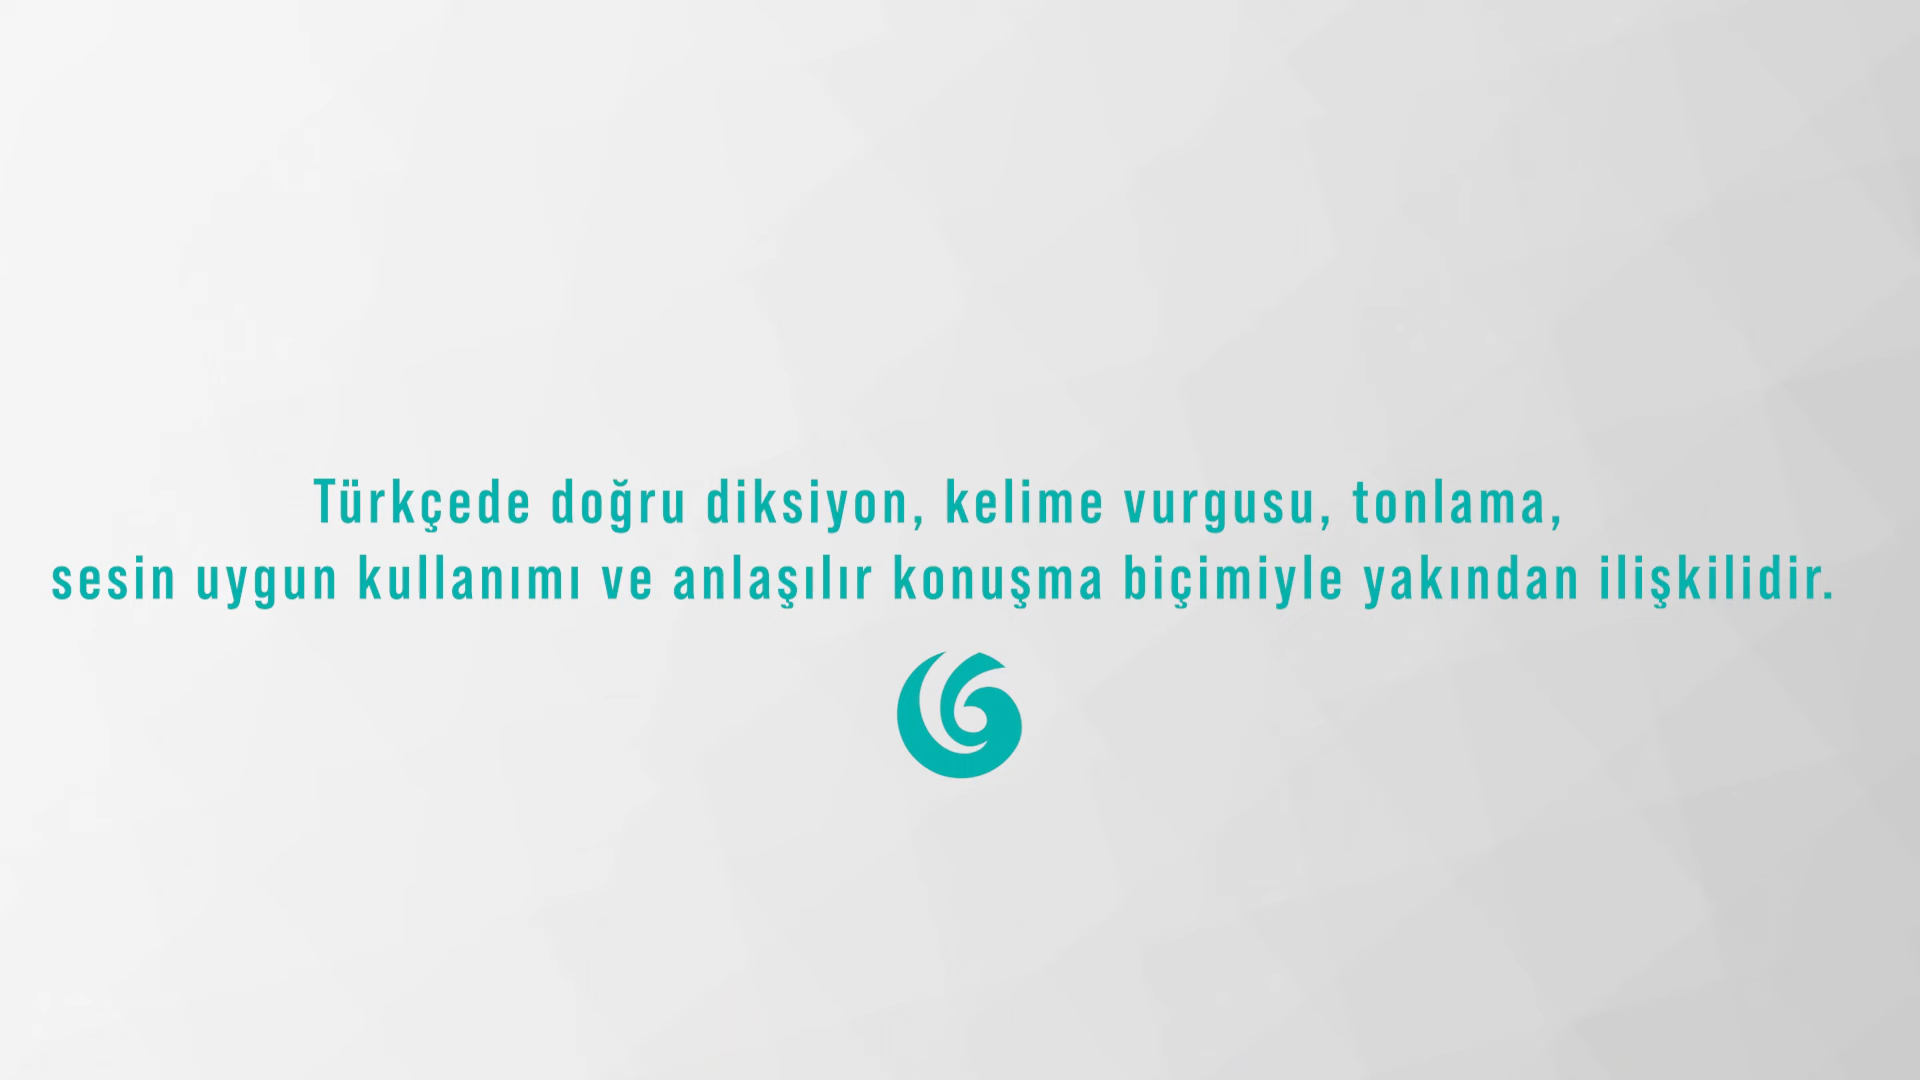 Türkçede doğru diksiyon, kelime vurgusu, tonlama,
sesin uygun kullanımı ve anlaşılır konuşma biçimiyle yakından ilişkilidir.